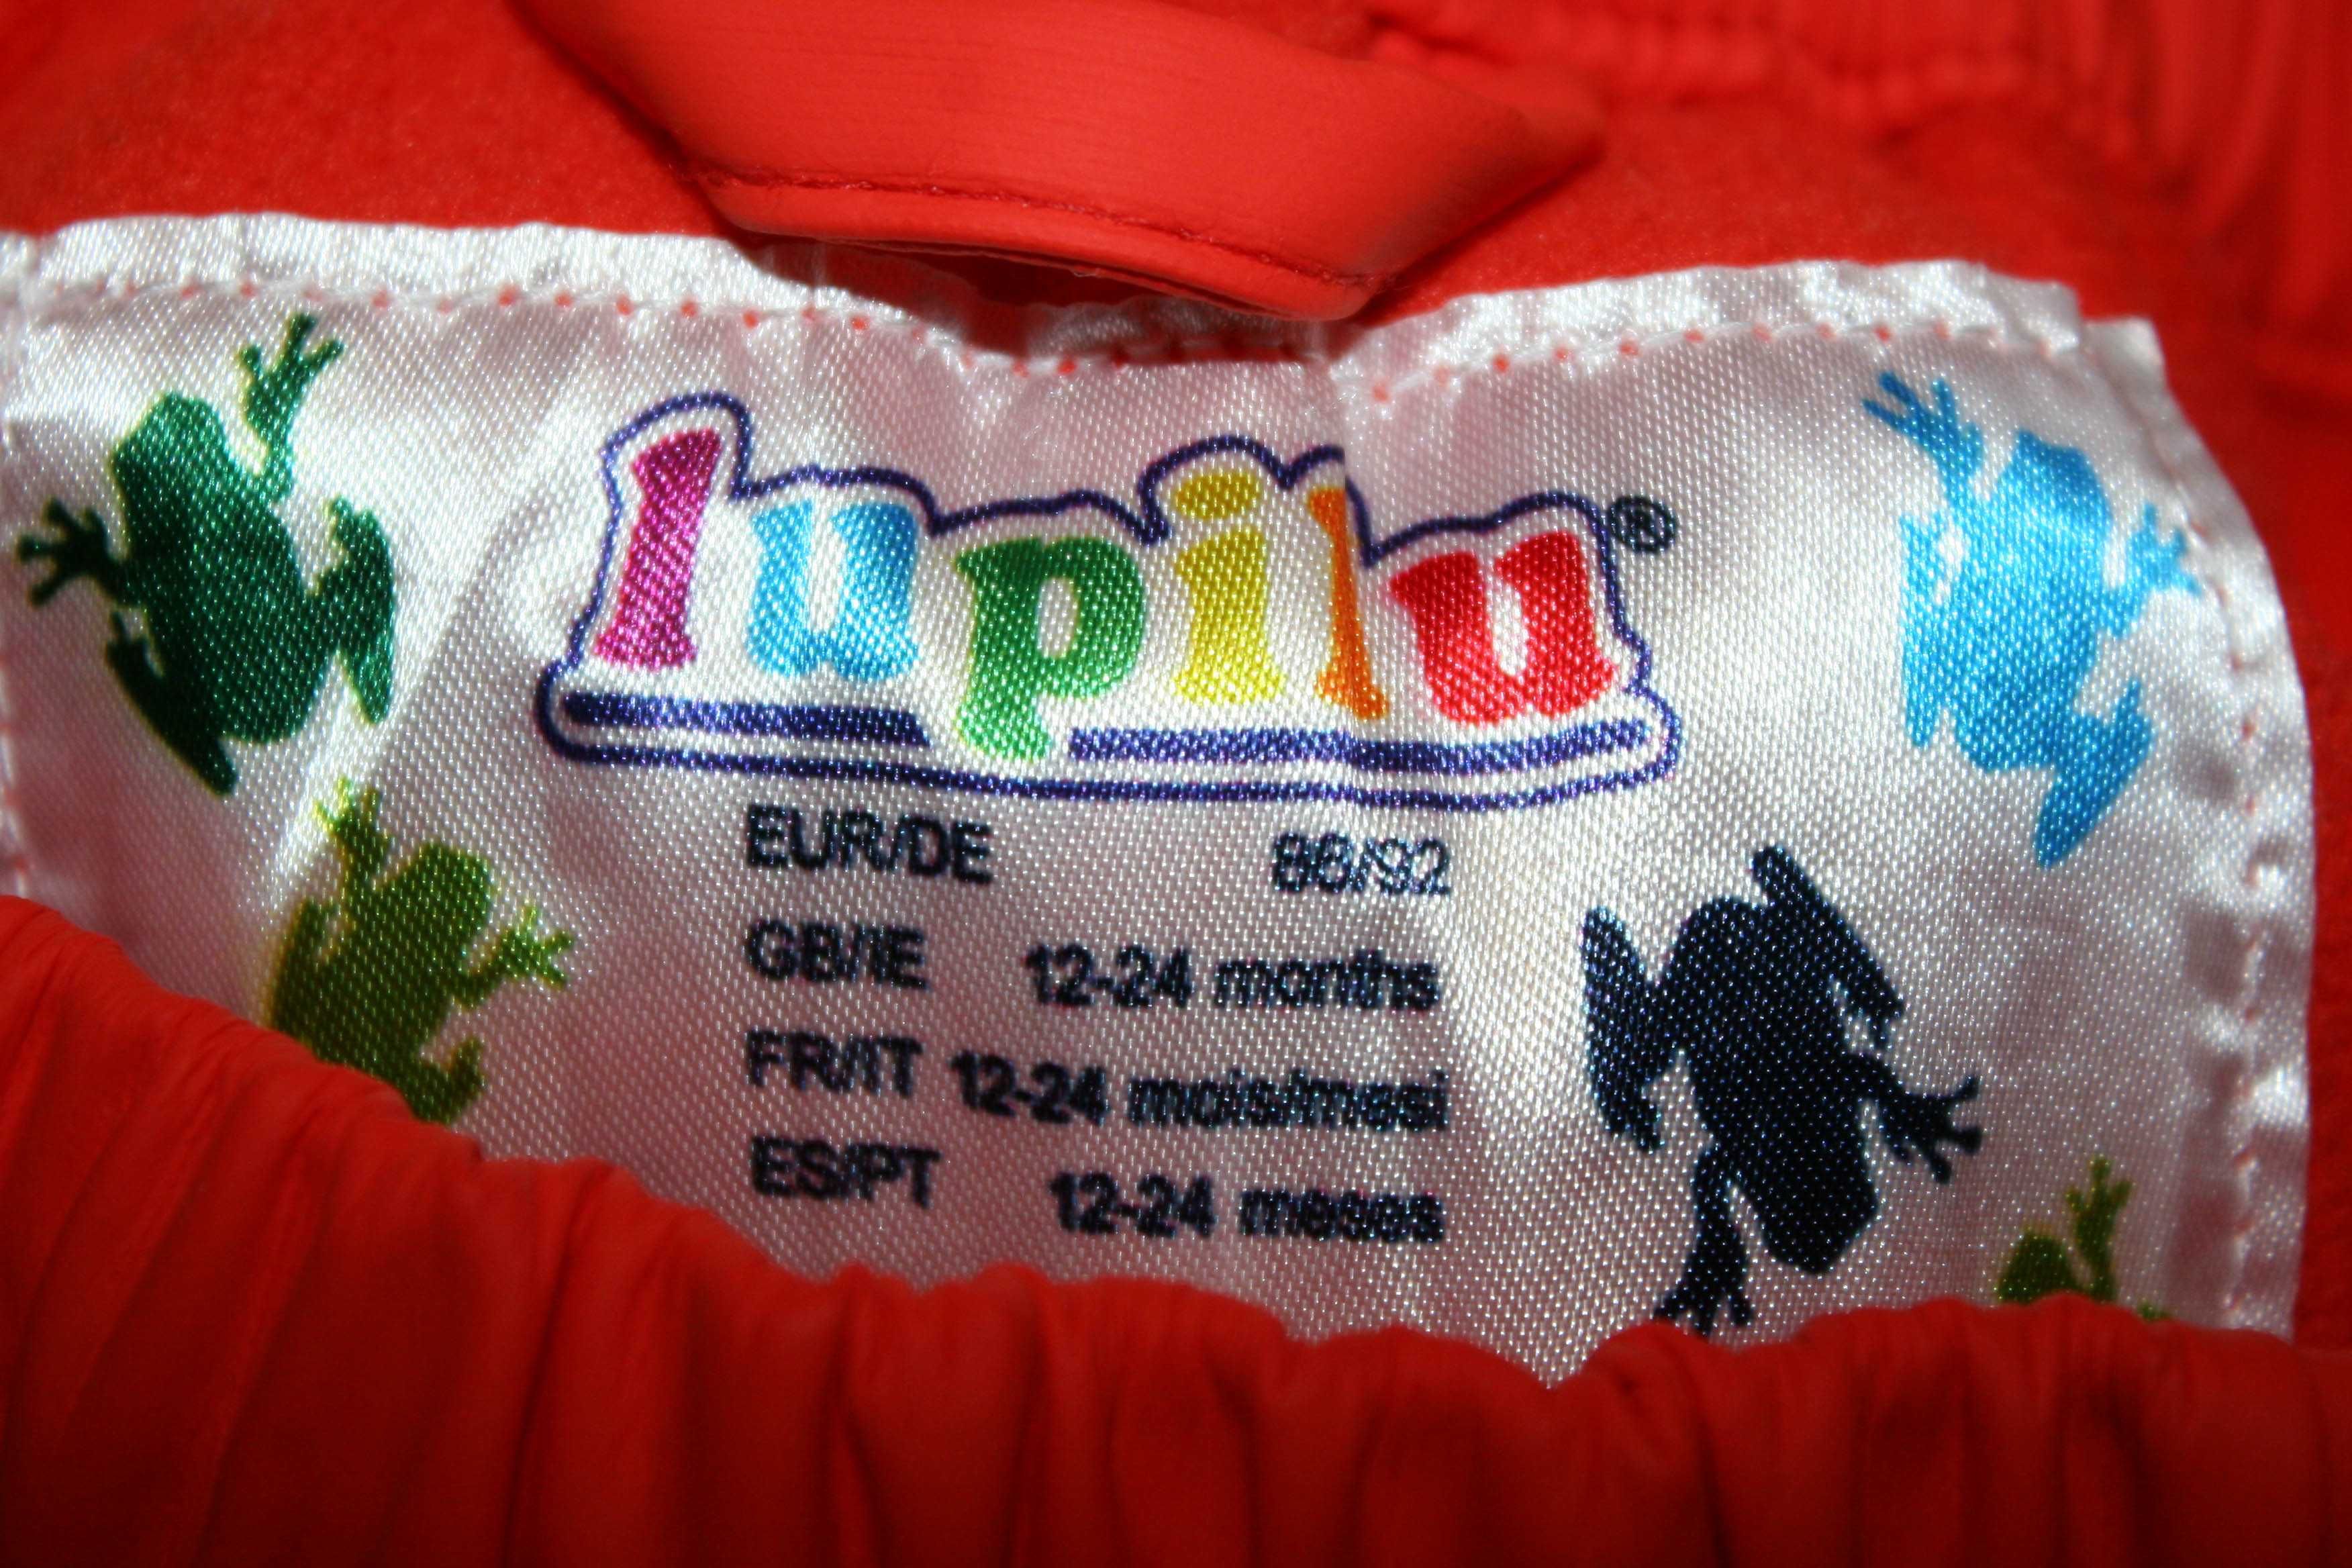 lupilu®
EUR/DE 86/92
GB/IE 12-24 months
FR/IT 12-24 mois/mesi
ES/PT 12-24 meses